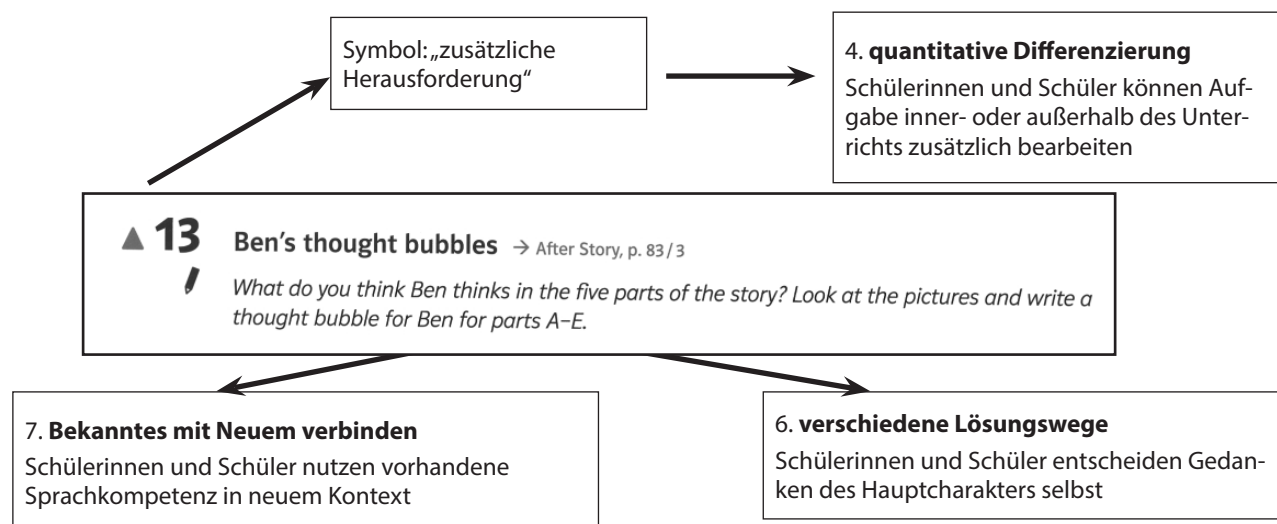 Symbol: „zusätzliche
Herausforderung“
4. quantitative Differenzierung
Schülerinnen und Schüler können Auf-
gabe inner- oder außerhalb des Unter-
richts zusätzlich bearbeiten
13 Ben's thought bubbles → After Story, p. 83/3
What do you think Ben thinks in the five parts of the story? Look at the pictures and write a
thought bubble for Ben for parts A–E.
7. Bekanntes mit Neuem verbinden
Schülerinnen und Schüler nutzen vorhandene
Sprachkompetenz in neuem Kontext
6. verschiedene Lösungswege
Schülerinnen und Schüler entscheiden Gedan-
ken des Hauptcharakters selbst